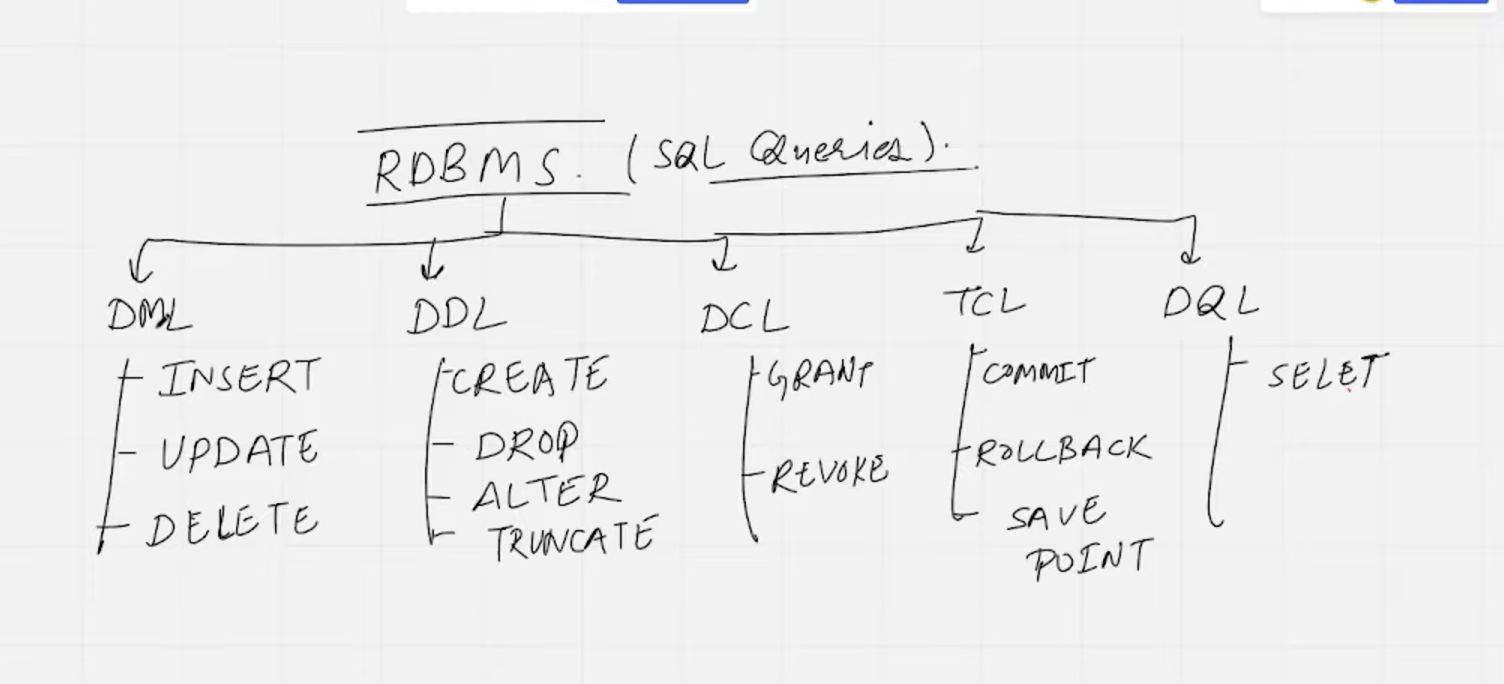 RDBMS. (SQL Queries).
DML
INSERT
UPDATE
DELETE
DDL
CREATE
DROP
ALTER
TRUNCATE
DCL
GRANT
REVOKE
TCL
COMMIT
ROLLBACK
SAVE
POINT
DQL
SELET